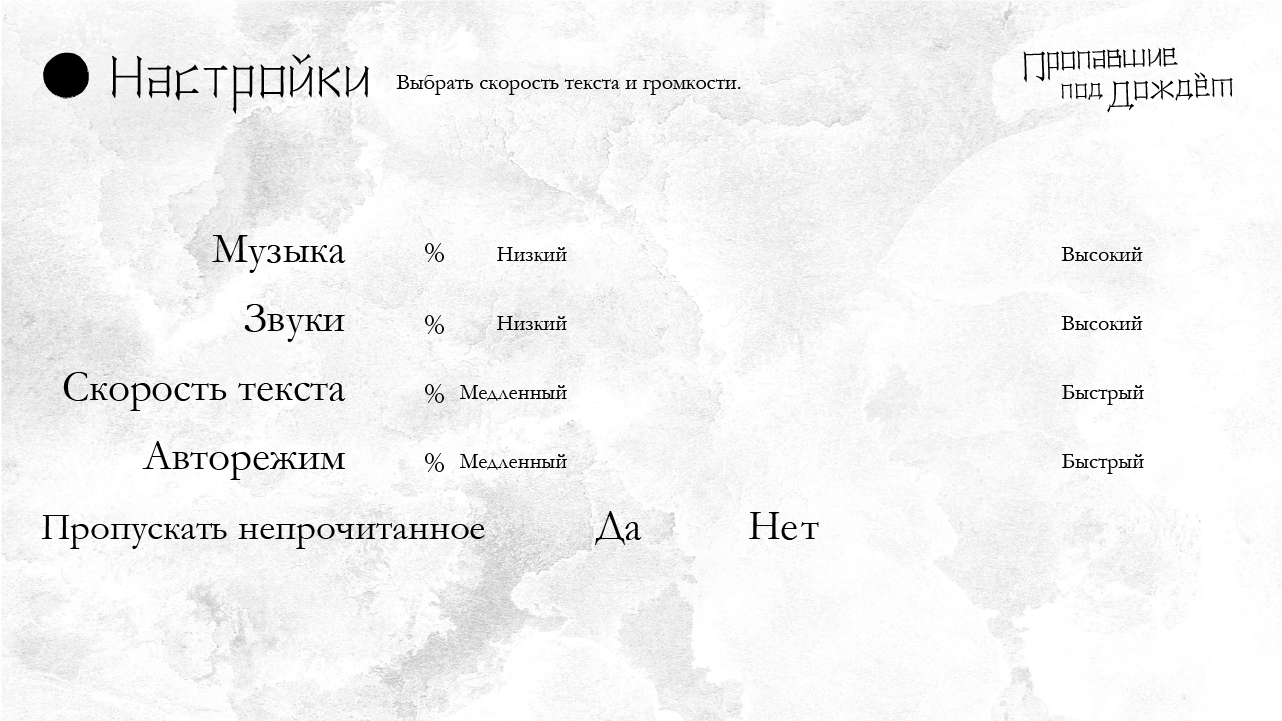 Настройки Выбрать скорость текста и громкости.
Пропавшие
под Дождём
Музыка % Низкий Высокий
Звуки % Низкий Высокий
Скорость текста % Медленный Быстрый
Авторежим % Медленный Быстрый
Пропускать непрочитанное Да Нет